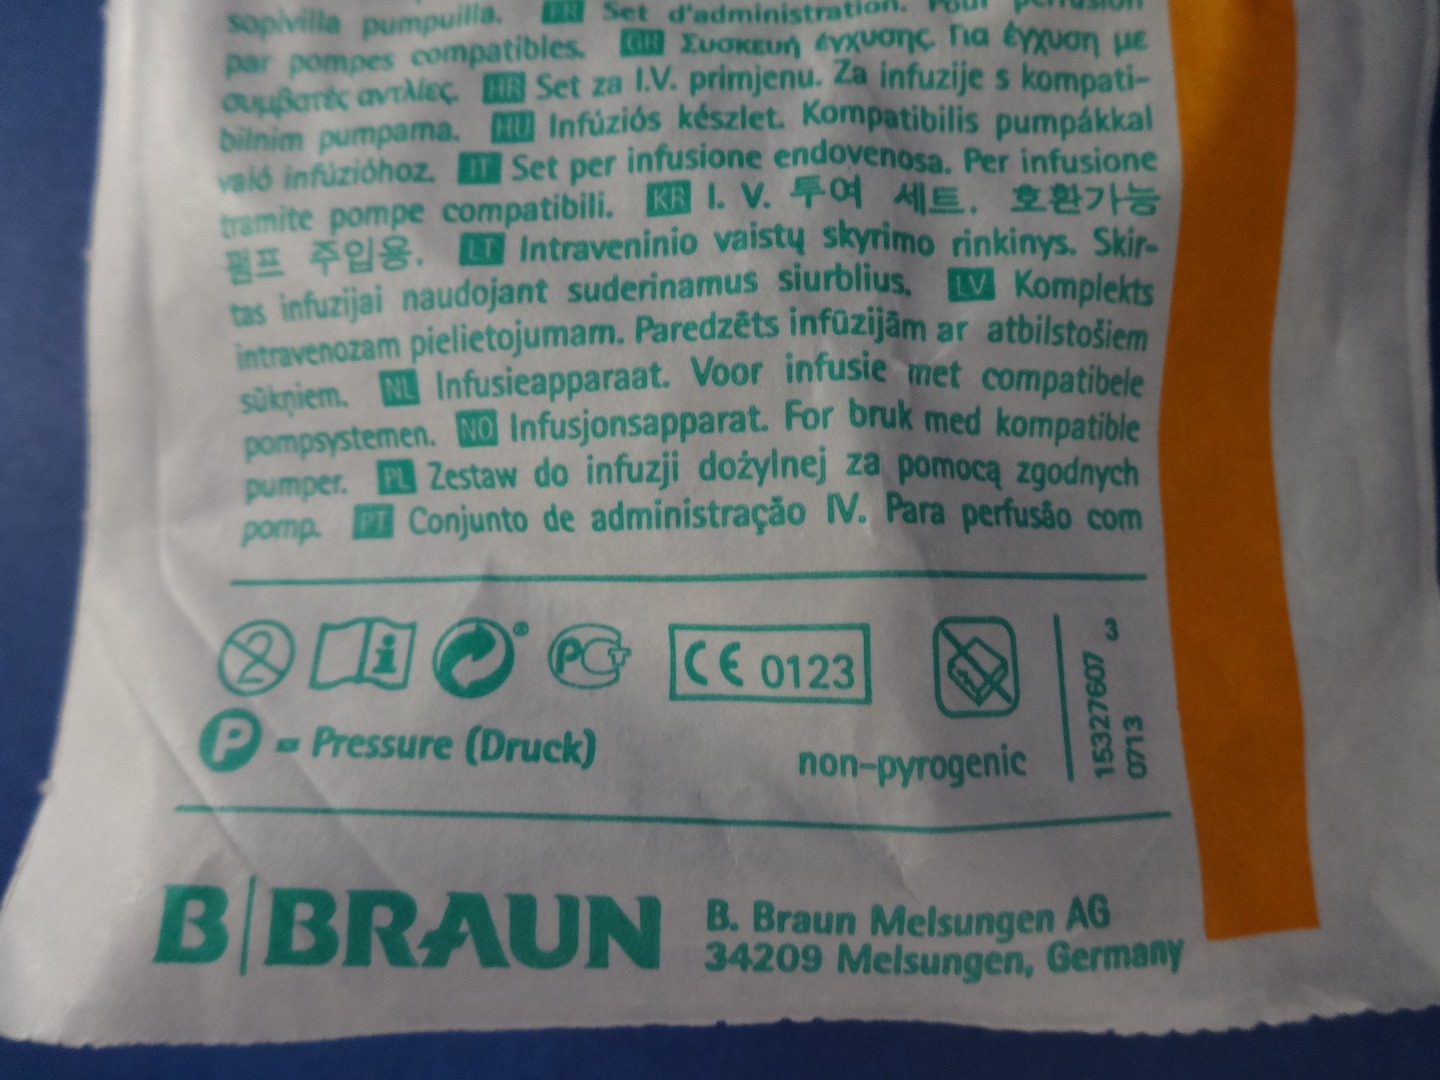 sopivilla pumpuilla. FR Set d'administration. Pour perfusion
par pompes compatibles. GR Συσκευή έγχυσης. Για έγχυση με
συμβατές αντλίες. HR Set za I.V. primjenu. Za infuzije s kompati-
bilnim pumpama. HU Infúziós készlet. Kompatibilis pumpákkal
való infúzióhoz. IT Set per infusione endovenosa. Per infusione
tramite pompe compatibili. KR I. V. 투여 세트. 호환가능
펌프 주입용. LT Intraveninio vaistų skyrimo rinkinys. Skir-
tas infuzijai naudojant suderinamus siurblius. LV Komplekts
intravenozam pielietojumam. Paredzēts infūzijām ar atbilstošiem
sūkņiem. NL Infusieapparaat. Voor infusie met compatibele
pompsystemen. NO Infusjonsapparat. For bruk med kompatible
pumper. PL Zestaw do infuzji dożylnej za pomocą zgodnych
pomp. PT Conjunto de administração IV. Para perfusão com
2 i ® PCT CE 0123
P = Pressure (Druck)
non-pyrogenic
15327607 3
0713
B|BRAUN
B. Braun Melsungen AG
34209 Melsungen, Germany